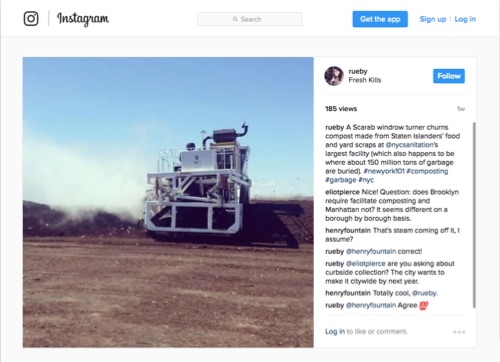 Instagram
Search
Get the app
Sign up | Log in
rueby
Fresh Kills
Follow
185 views
1w
rueby A Scarab windrow turner churns
compost made from Staten Islanders' food
and yard scraps at @nycsanitation's
largest facility (which also happens to be
where about 150 million tons of garbage
are buried). #newyork101 #composting
#garbage #nyc
eliotpierce Nice! Question: does Brooklyn
require facilitate composting and
Manhattan not? It seems different on a
borough by borough basis.
henryfountain That's steam coming off it, I
assume?
rueby @henryfountain correct!
rueby @eliotpierce are you asking about
curbside collection? The city wants to
make it citywide by next year.
henryfountain Totally cool, @rueby.
rueby @henryfountain Agree 💯
Log in to like or comment.